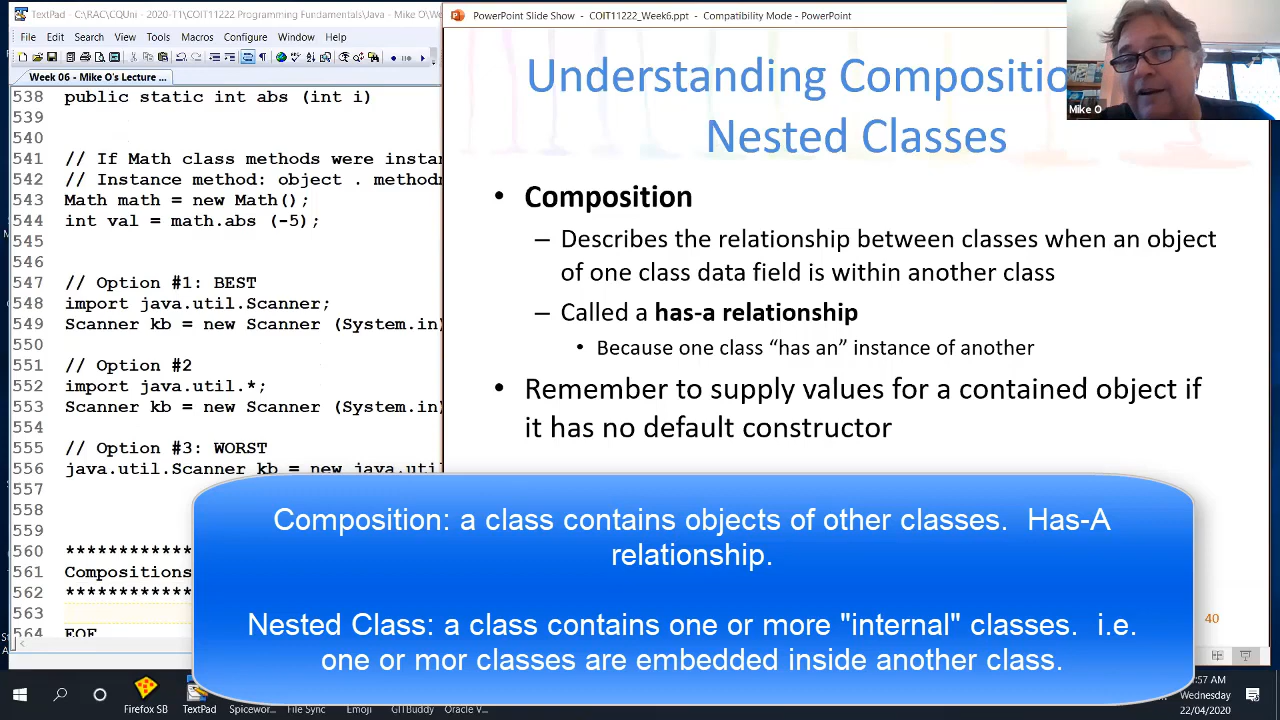 TextPad - C:\RAC\CQUni - 2020-T1\COIT11222 Programming Fundamentals\Java - Mike O\We
File Edit Search View Tools Macros Configure Window Help
Week 06 - Mike O's Lecture ...
538 public static int abs (int i)
539
540
541 // If Math class methods were instan
542 // Instance method: object . methodn
543 Math math = new Math();
544 int val = math.abs (-5);
545
546
547 // Option #1: BEST
548 import java.util.Scanner;
549 Scanner kb = new Scanner (System.in)
550
551 // Option #2
552 import java.util.*;
553 Scanner kb = new Scanner (System.in)
554
555 // Option #3: WORST
556 java.util.Scanner kb = new java.util
557
558
559
560 ************
561 Compositions
562 ************
563
564 EOF
PowerPoint Slide Show - COIT11222_Week6.ppt - Compatibility Mode - PowerPoint
Understanding Compositio
Nested Classes
Mike O
• Composition
– Describes the relationship between classes when an object
of one class data field is within another class
– Called a has-a relationship
• Because one class “has an” instance of another
• Remember to supply values for a contained object if
it has no default constructor
Composition: a class contains objects of other classes. Has-A
relationship.
Nested Class: a class contains one or more "internal" classes. i.e.
one or mor classes are embedded inside another class.
40
Firefox SB TextPad Spicewor... File Sync Emoji GITBuddy Oracle V...
:57 AM
Wednesday
22/04/2020